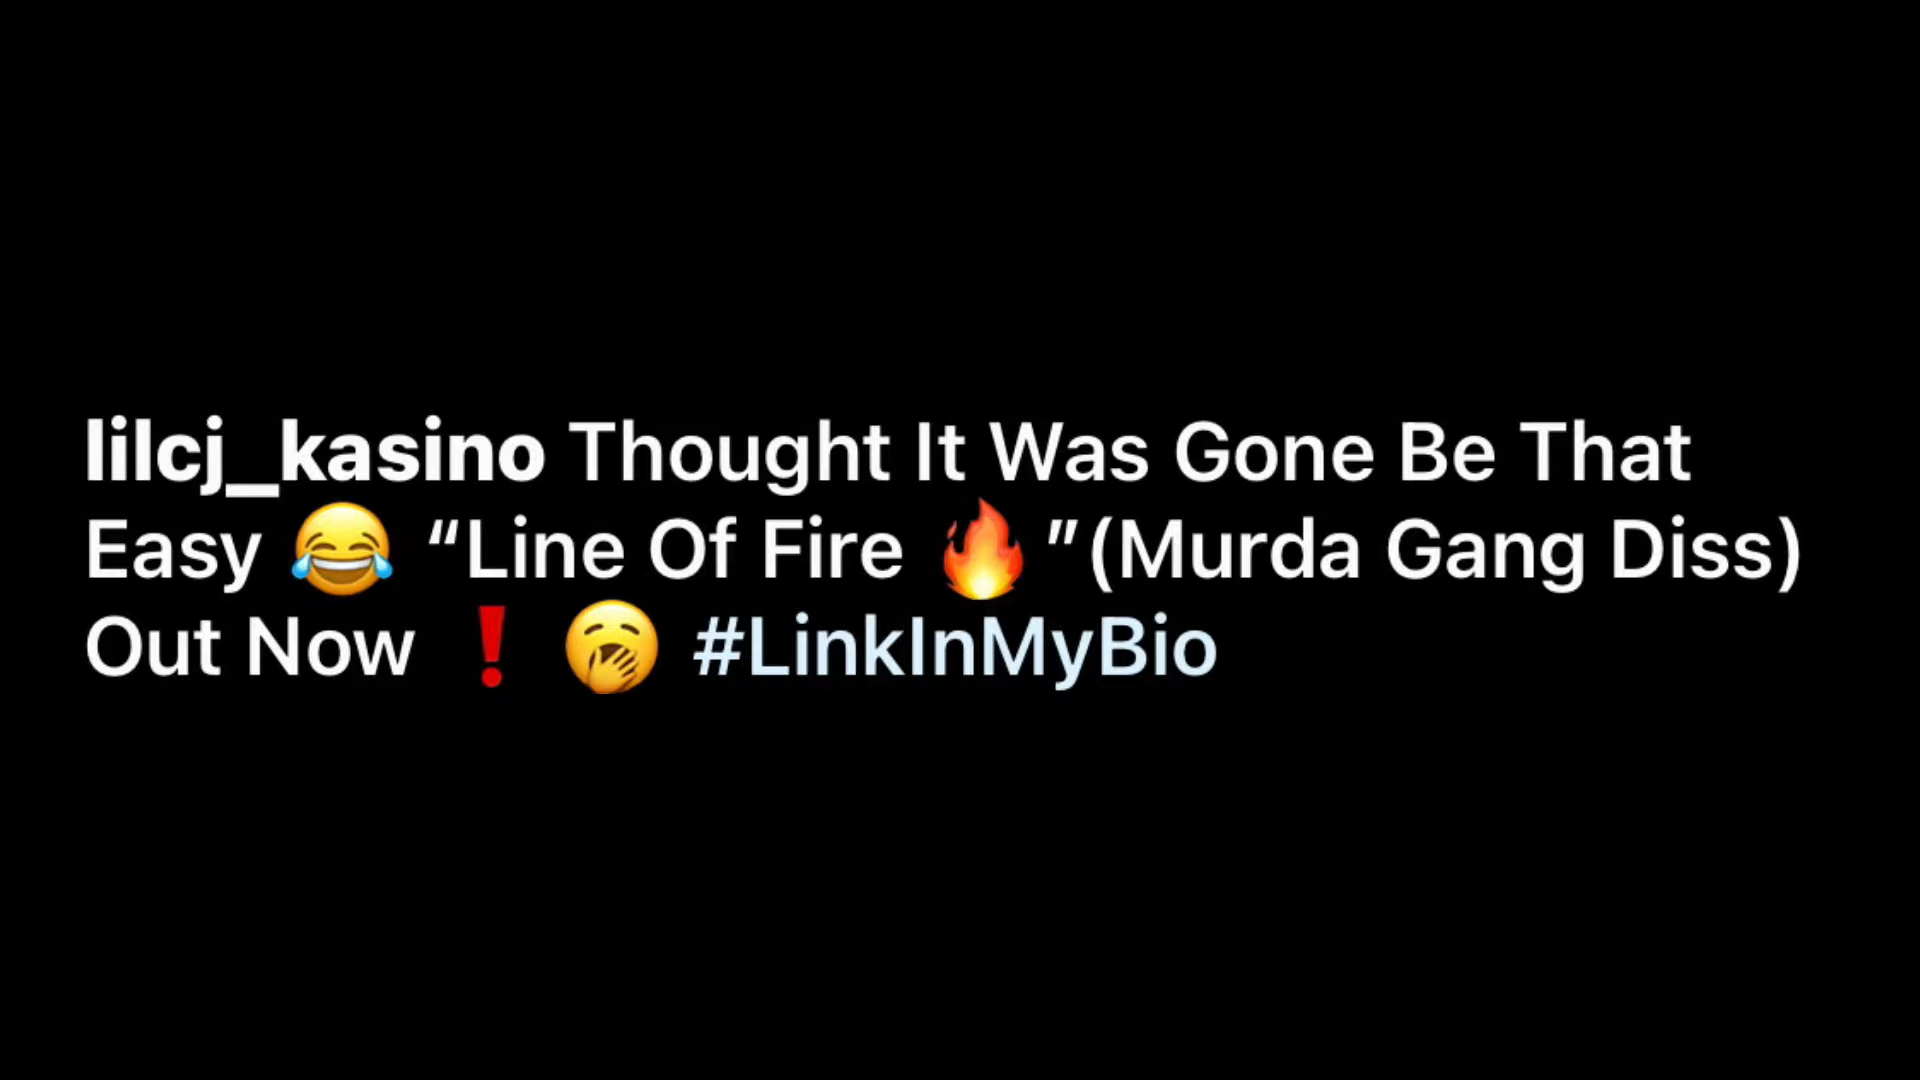 lilcj_kasino Thought It Was Gone Be That
Easy 😂 “Line Of Fire 🔥”(Murda Gang Diss)
Out Now ❗ 🥱 #LinkInMyBio